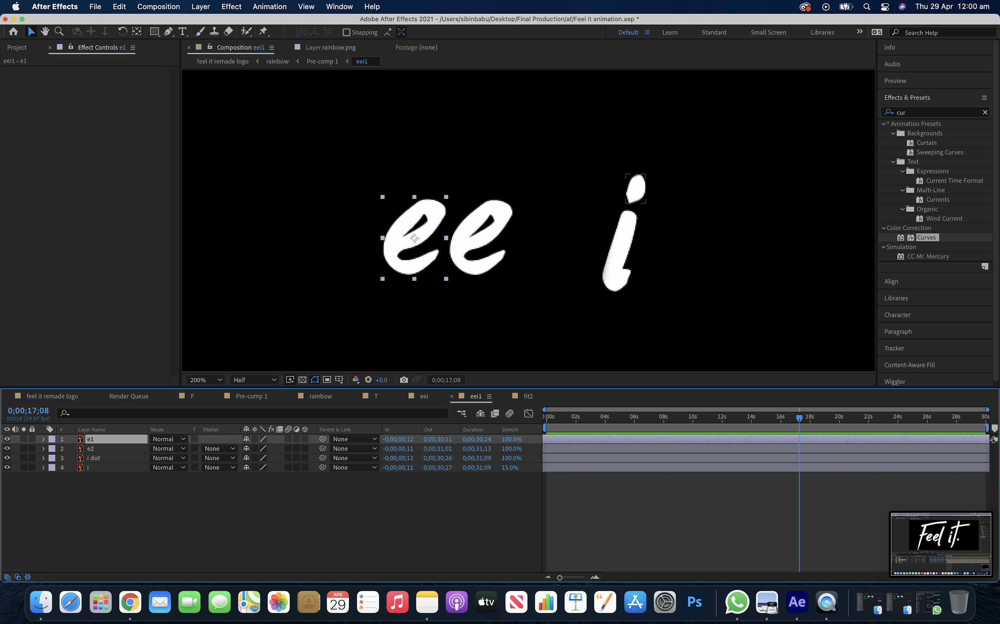 After Effects File Edit Composition Layer Effect Animation View Window Help Thu 29 Apr 12:00 am
Adobe After Effects 2021 - /Users/sibinbabu/Desktop/Final Production/af/Feel it animation.aep *
Snapping Default Learn Standard Small Screen Libraries Search Help
Project Effect Controls e1 Composition eei1 Layer rainbow.png Footage (none) Info
eei1 • e1 feel it remade logo rainbow Pre-comp 1 eei1
Audio
Preview
Effects & Presets
cur
* Animation Presets
Backgrounds
Curtain
Sweeping Curves
Text
Expressions
Current Time Format
Multi-Line
Currents
Organic
Wind Current
Color Correction
32 Curves
Simulation
32 CC Mr. Mercury
ee i
Align
Libraries
Character
Paragraph
Tracker
Content-Aware Fill
Wiggler
200% Half +0.0 0;00;17;08
feel it remade logo Render Queue F Pre-comp 1 rainbow T eei eei1 fit2
0;00;17;08
00518 (29.97 fps)
0:00s 02s 04s 06s 08s 10s 12s 14s 16s 18s 20s 22s 24s 26s 28s 30s
# Layer Name Mode T TrkMat fx Parent & Link In Out Duration Stretch
1 Ai e1 Normal None -0;00;00;12 0;00;30;11 0;00;30;24 100.0%
2 Ai e2 Normal None None -0;00;00;11 0;00;31;01 0;00;31;13 100.0%
3 Ai i dot Normal None None -0;00;00;12 0;00;30;26 0;00;31;09 100.0%
4 Ai i Normal None None -0;00;00;11 0;00;30;27 0;00;31;09 15.0%
Feel it.
APR
29
280
tv
Ps
Ae